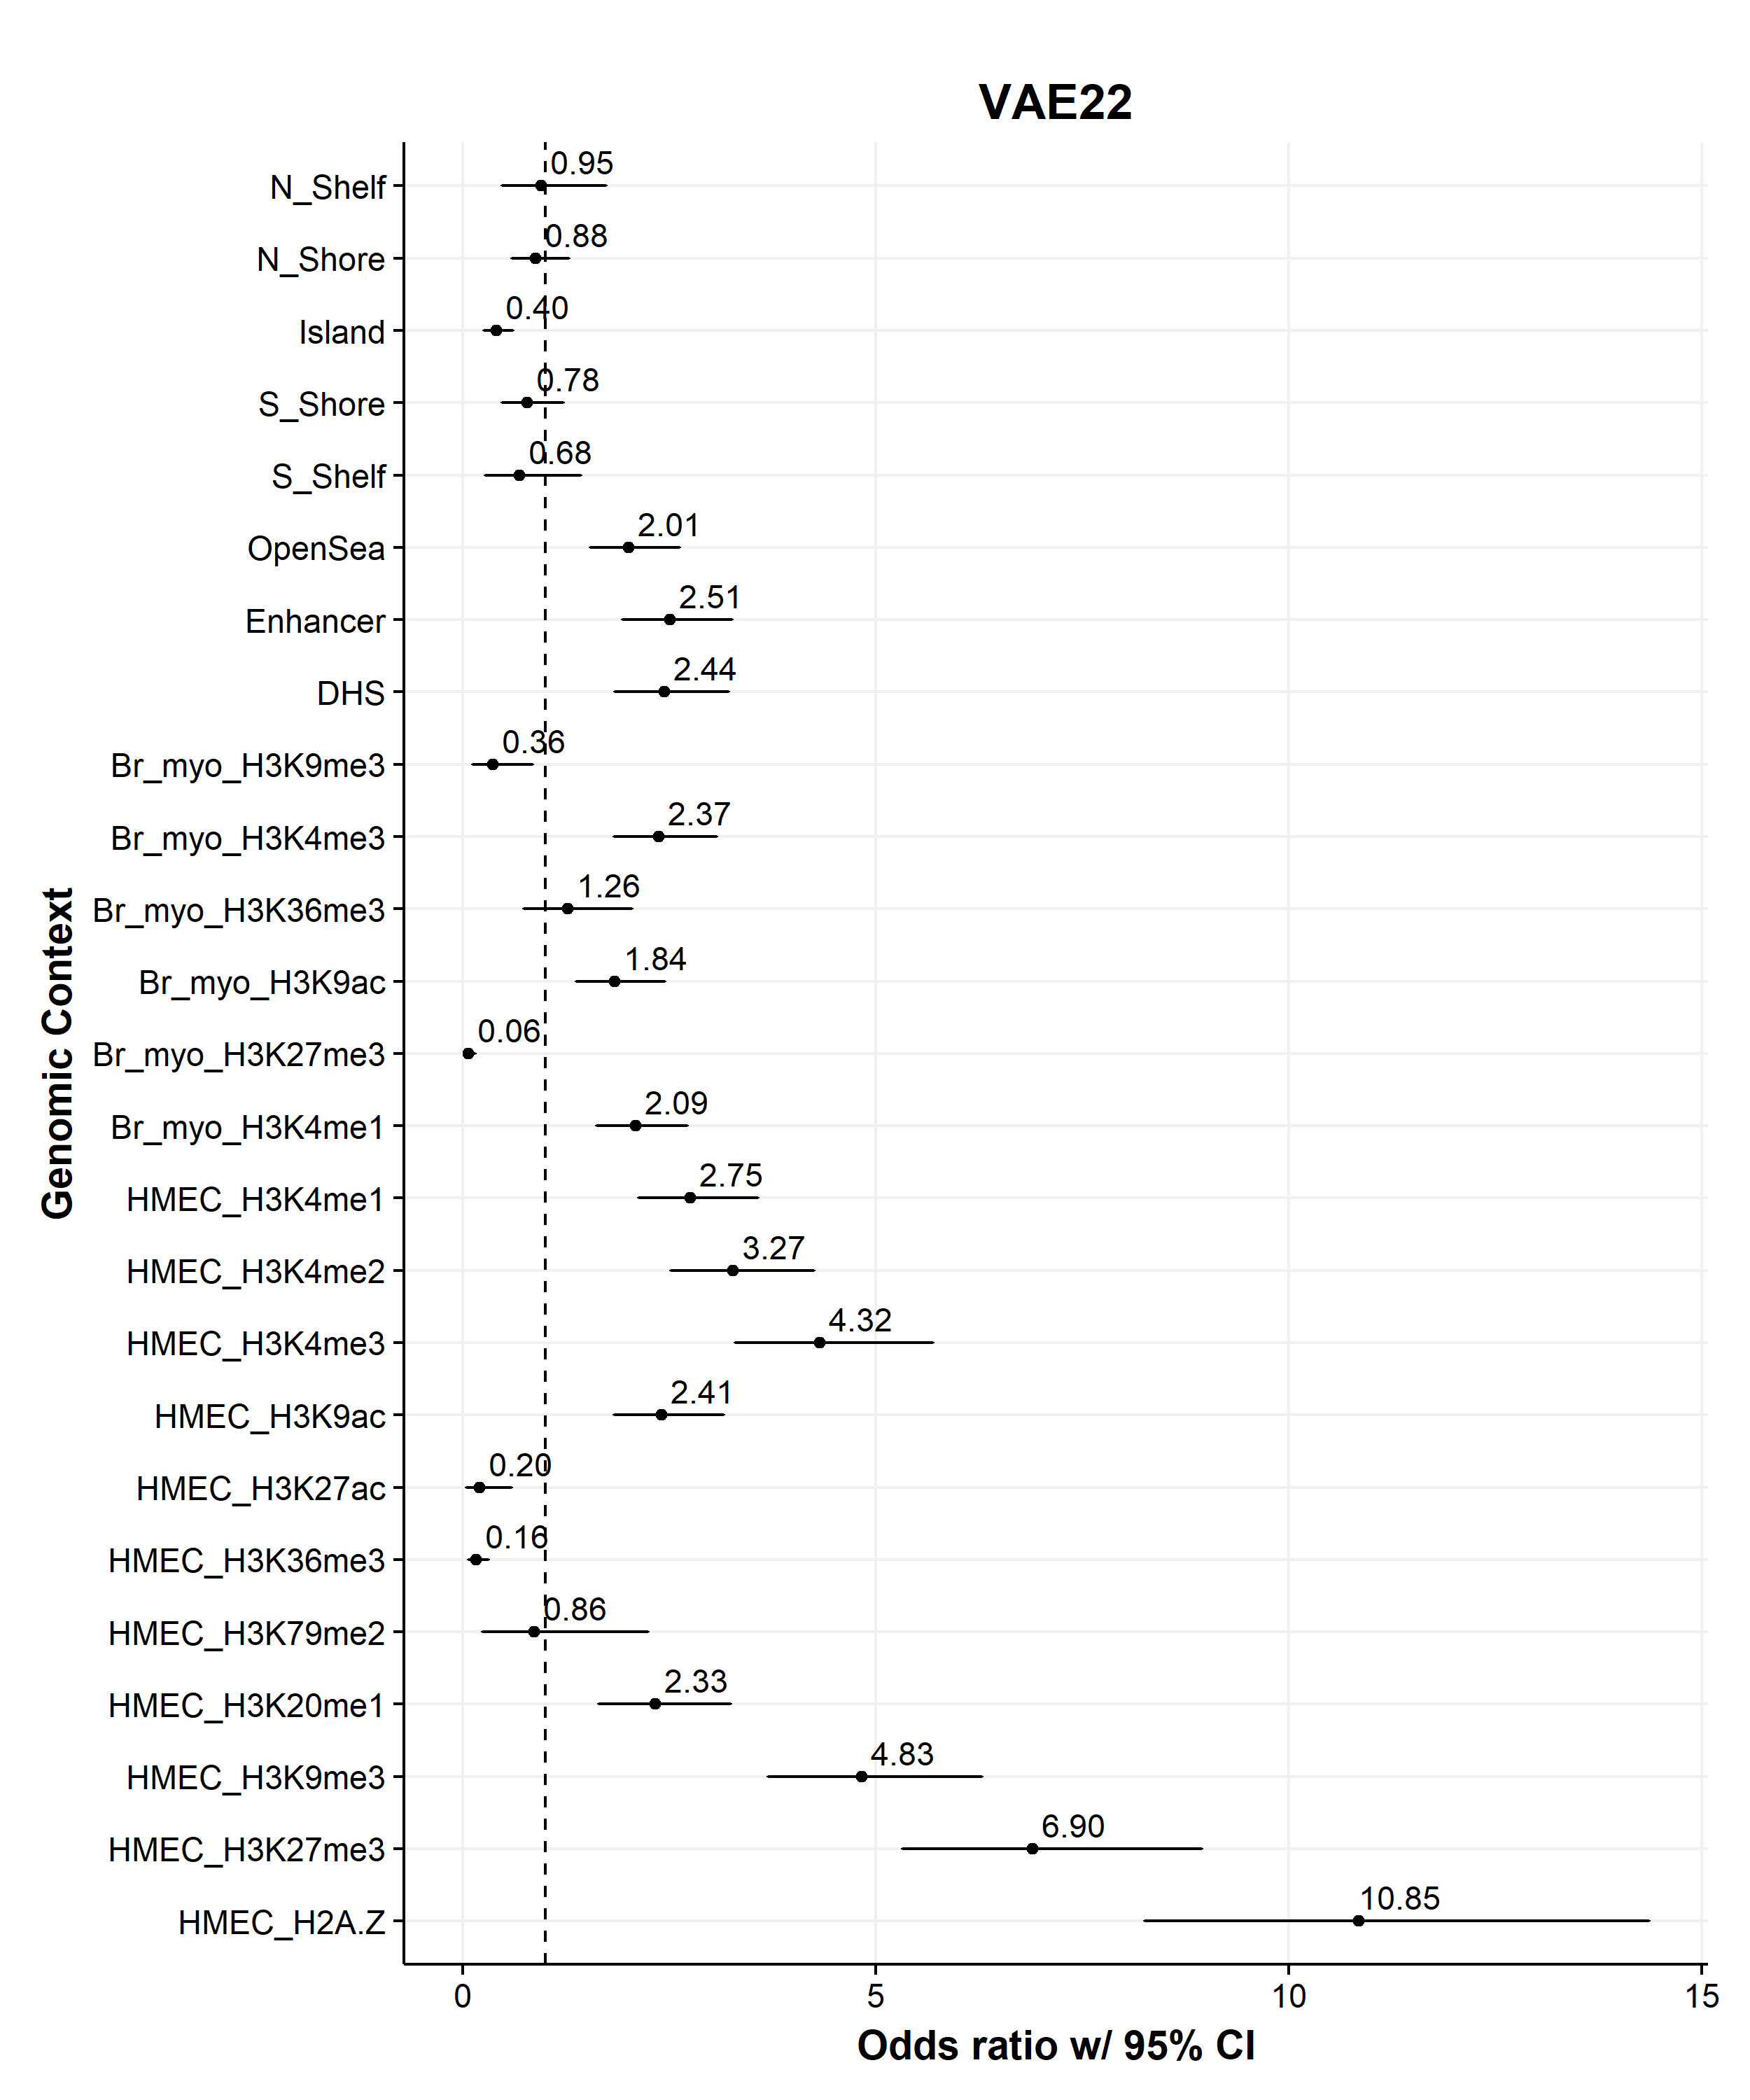 VAE22
N_Shelf 0.95
N_Shore 0.88
Island 0.40
S_Shore 0.78
S_Shelf 0.68
OpenSea 2.01
Enhancer 2.51
DHS 2.44
Br_myo_H3K9me3 0.36
Br_myo_H3K4me3 2.37
Br_myo_H3K36me3 1.26
Br_myo_H3K9ac 1.84
Br_myo_H3K27me3 0.06
Br_myo_H3K4me1 2.09
HMEC_H3K4me1 2.75
HMEC_H3K4me2 3.27
HMEC_H3K4me3 4.32
HMEC_H3K9ac 2.41
HMEC_H3K27ac 0.20
HMEC_H3K36me3 0.16
HMEC_H3K79me2 0.86
HMEC_H3K20me1 2.33
HMEC_H3K9me3 4.83
HMEC_H3K27me3 6.90
HMEC_H2A.Z 10.85
Genomic Context
0 5 10 15
Odds ratio w/ 95% CI